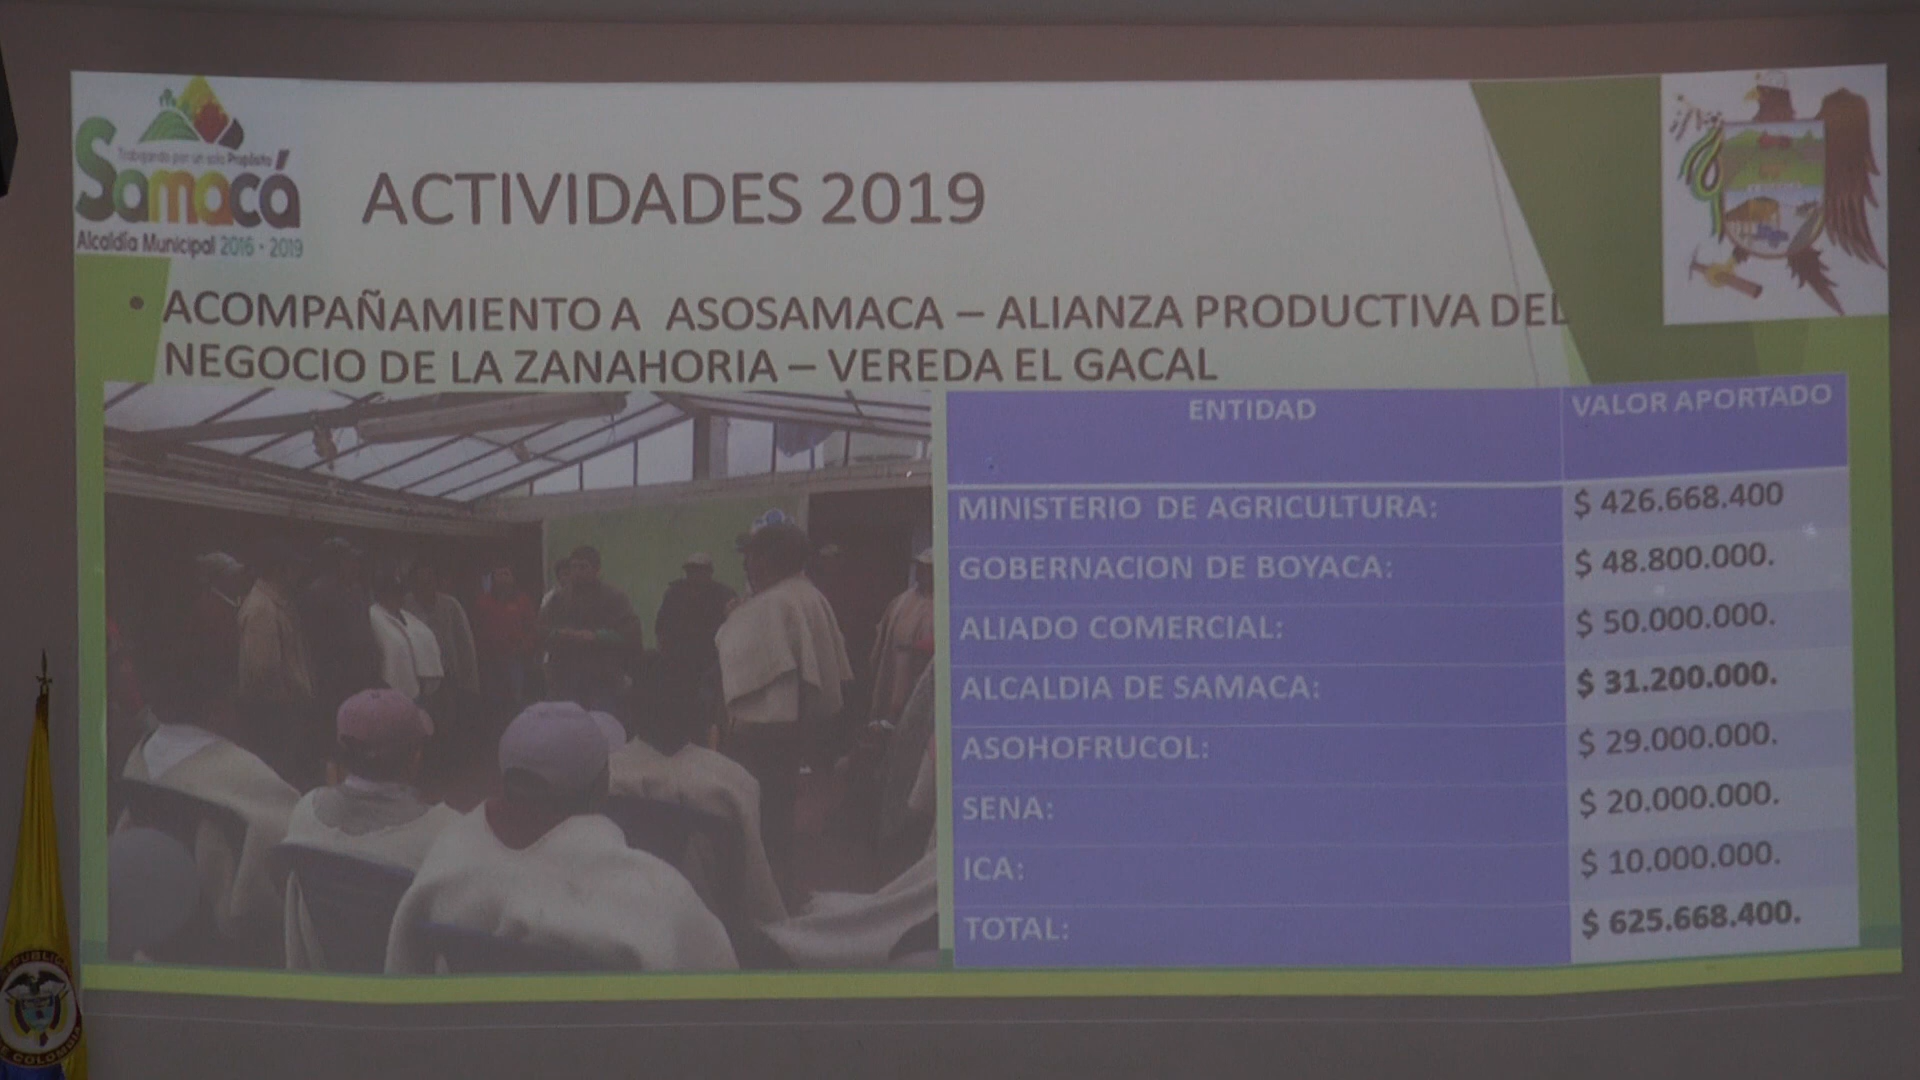 Trabajando por un solo Propósito
Samacá
Alcaldía Municipal 2016 - 2019
ACTIVIDADES 2019
• ACOMPAÑAMIENTO A ASOSAMACA – ALIANZA PRODUCTIVA DEL
NEGOCIO DE LA ZANAHORIA – VEREDA EL GACAL
ENTIDAD VALOR APORTADO
MINISTERIO DE AGRICULTURA: $ 426.668.400
GOBERNACION DE BOYACA: $ 48.800.000.
ALIADO COMERCIAL: $ 50.000.000.
ALCALDIA DE SAMACA: $ 31.200.000.
ASOHOFRUCOL: $ 29.000.000.
SENA: $ 20.000.000.
ICA: $ 10.000.000.
TOTAL: $ 625.668.400.
REPUBLICA
DE COLOMBIA